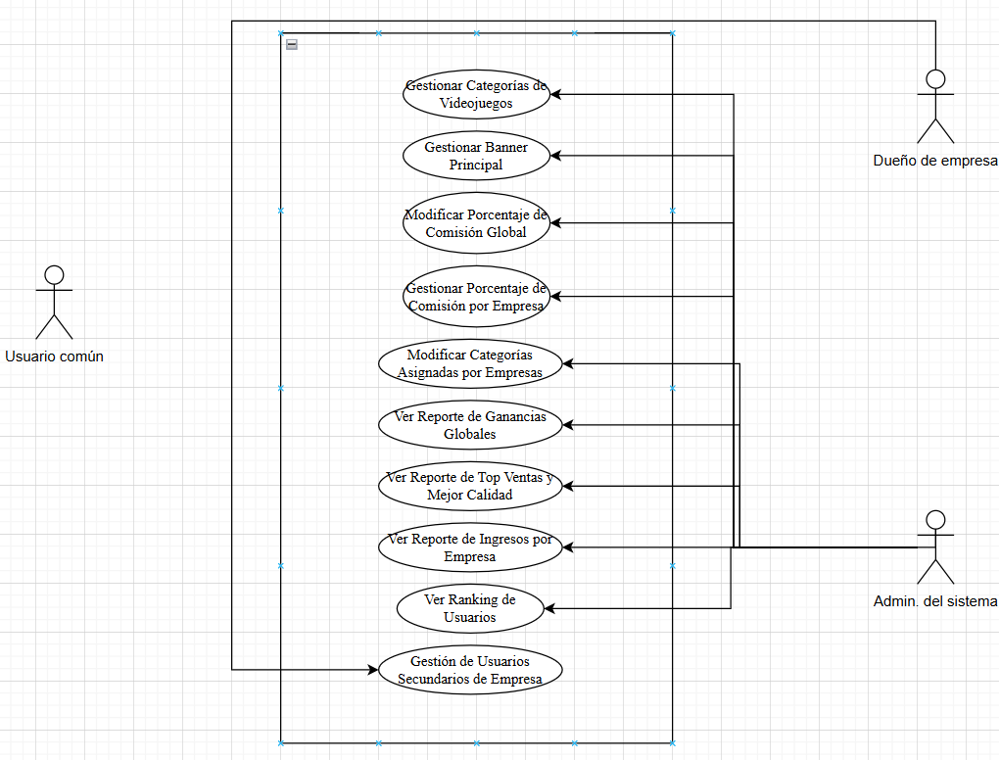 Gestionar Categorías de
Videojuegos
Gestionar Banner
Principal
Modificar Porcentaje de
Comisión Global
Gestionar Porcentaje de
Comisión por Empresa
Modificar Categorías
Asignadas por Empresas
Ver Reporte de Ganancias
Globales
Ver Reporte de Top Ventas y
Mejor Calidad
Ver Reporte de Ingresos por
Empresa
Ver Ranking de
Usuarios
Gestión de Usuarios
Secundarios de Empresa
Usuario común
Dueño de empresa
Admin. del sistema